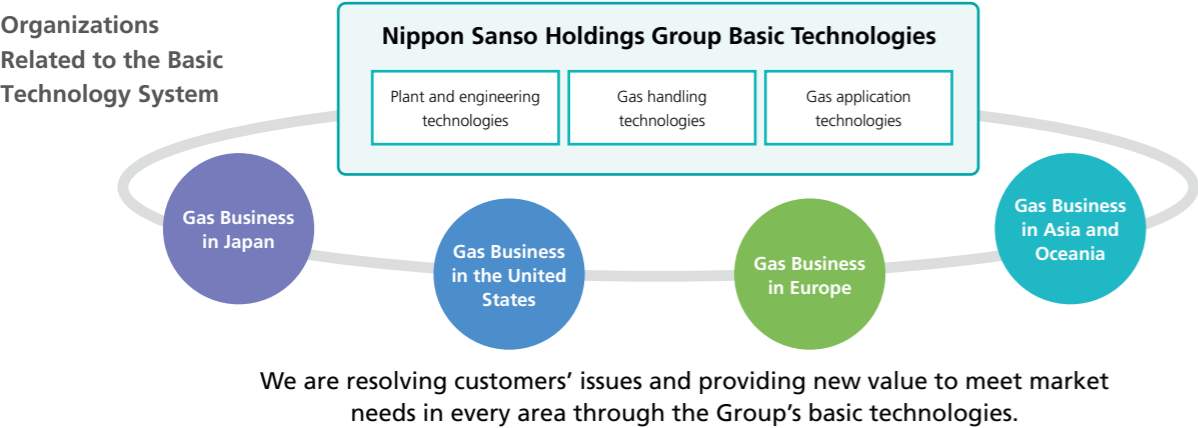 Organizations
Related to the Basic
Technology System
Nippon Sanso Holdings Group Basic Technologies
Plant and engineering
technologies
Gas handling
technologies
Gas application
technologies
Gas Business
in Japan
Gas Business
in the United
States
Gas Business
in Europe
Gas Business
in Asia and
Oceania
We are resolving customers’ issues and providing new value to meet market
needs in every area through the Group’s basic technologies.